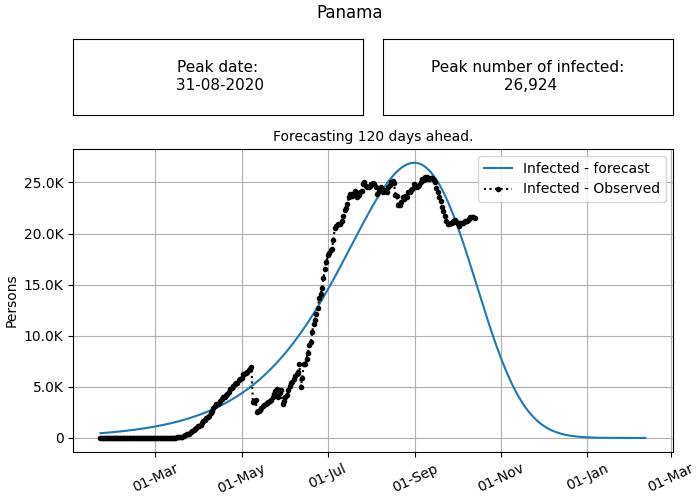 Panama
Peak date:
31-08-2020
Peak number of infected:
26,924
Forecasting 120 days ahead.
Infected - forecast
Infected - Observed
Persons
25.0K
20.0K
15.0K
10.0K
5.0K
0
01-Mar
01-May
01-Jul
01-Sep
01-Nov
01-Jan
01-Mar